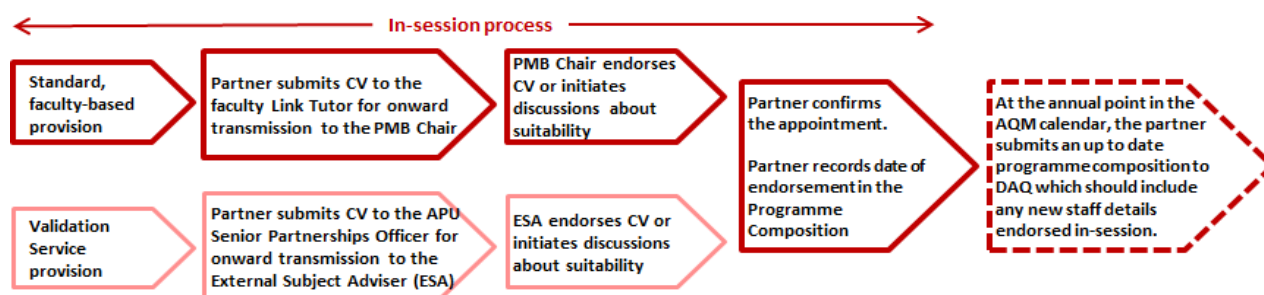 In-session process
Standard,
faculty-based
provision
Partner submits CV to the
faculty Link Tutor for onward
transmission to the PMB Chair
PMB Chair endorses
CV or initiates
discussions about
suitability
Validation
Service
provision
Partner submits CV to the APU
Senior Partnerships Officer for
onward transmission to the
External Subject Adviser (ESA)
ESA endorses CV or
initiates discussions
about suitability
Partner confirms
the appointment.
Partner records date of
endorsement in the
Programme
Composition
At the annual point in the
AQM calendar, the partner
submits an up to date
programme composition to
DAQ which should include
any new staff details
endorsed in-session.